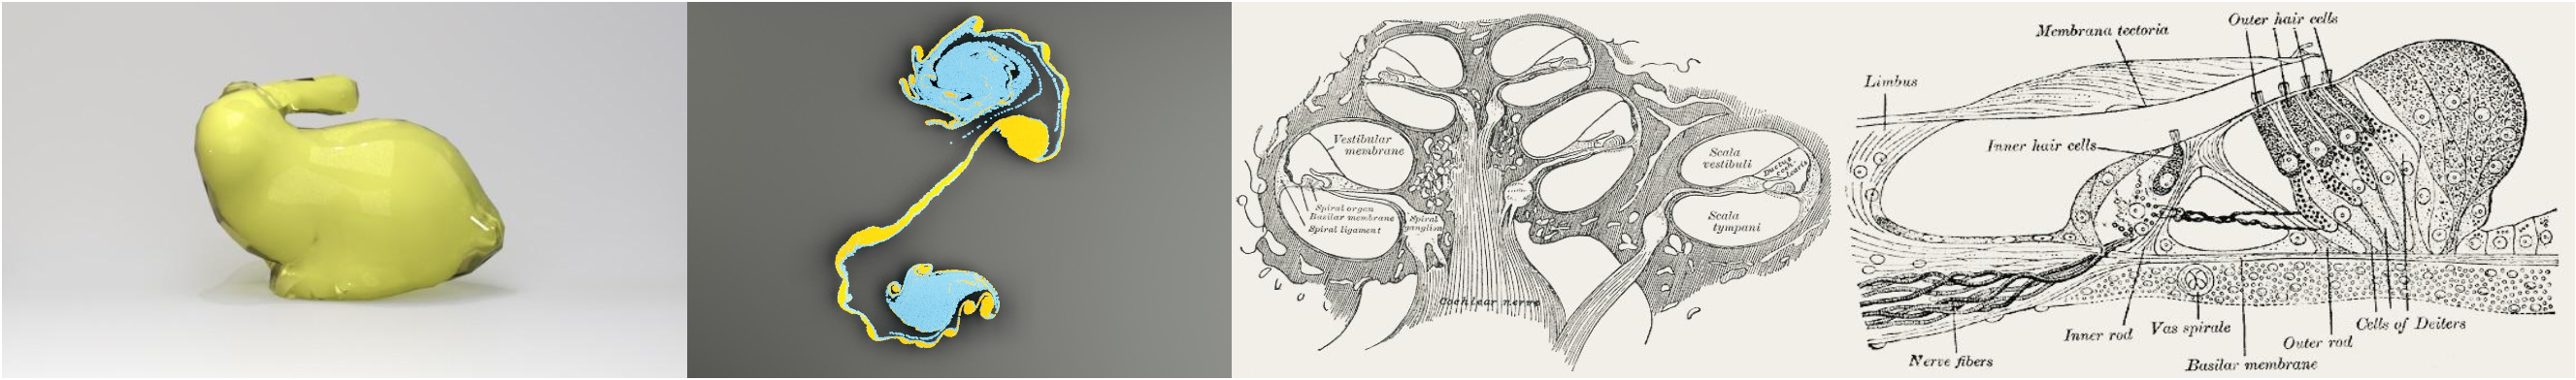 Vestibular
membrane
Spiral organ
Basilar membrane
Spiral ligament
Spiral
ganglion
Scala
vestibuli
Ductus
coch-
learis
Scala
tympani
Cochlear nerve
Outer hair cells
Membrana tectoria
Limbus
Inner hair cells
Inner rod
Vas spirale
Cells of Deiters
Outer rod
Nerve fibers
Basilar membrane